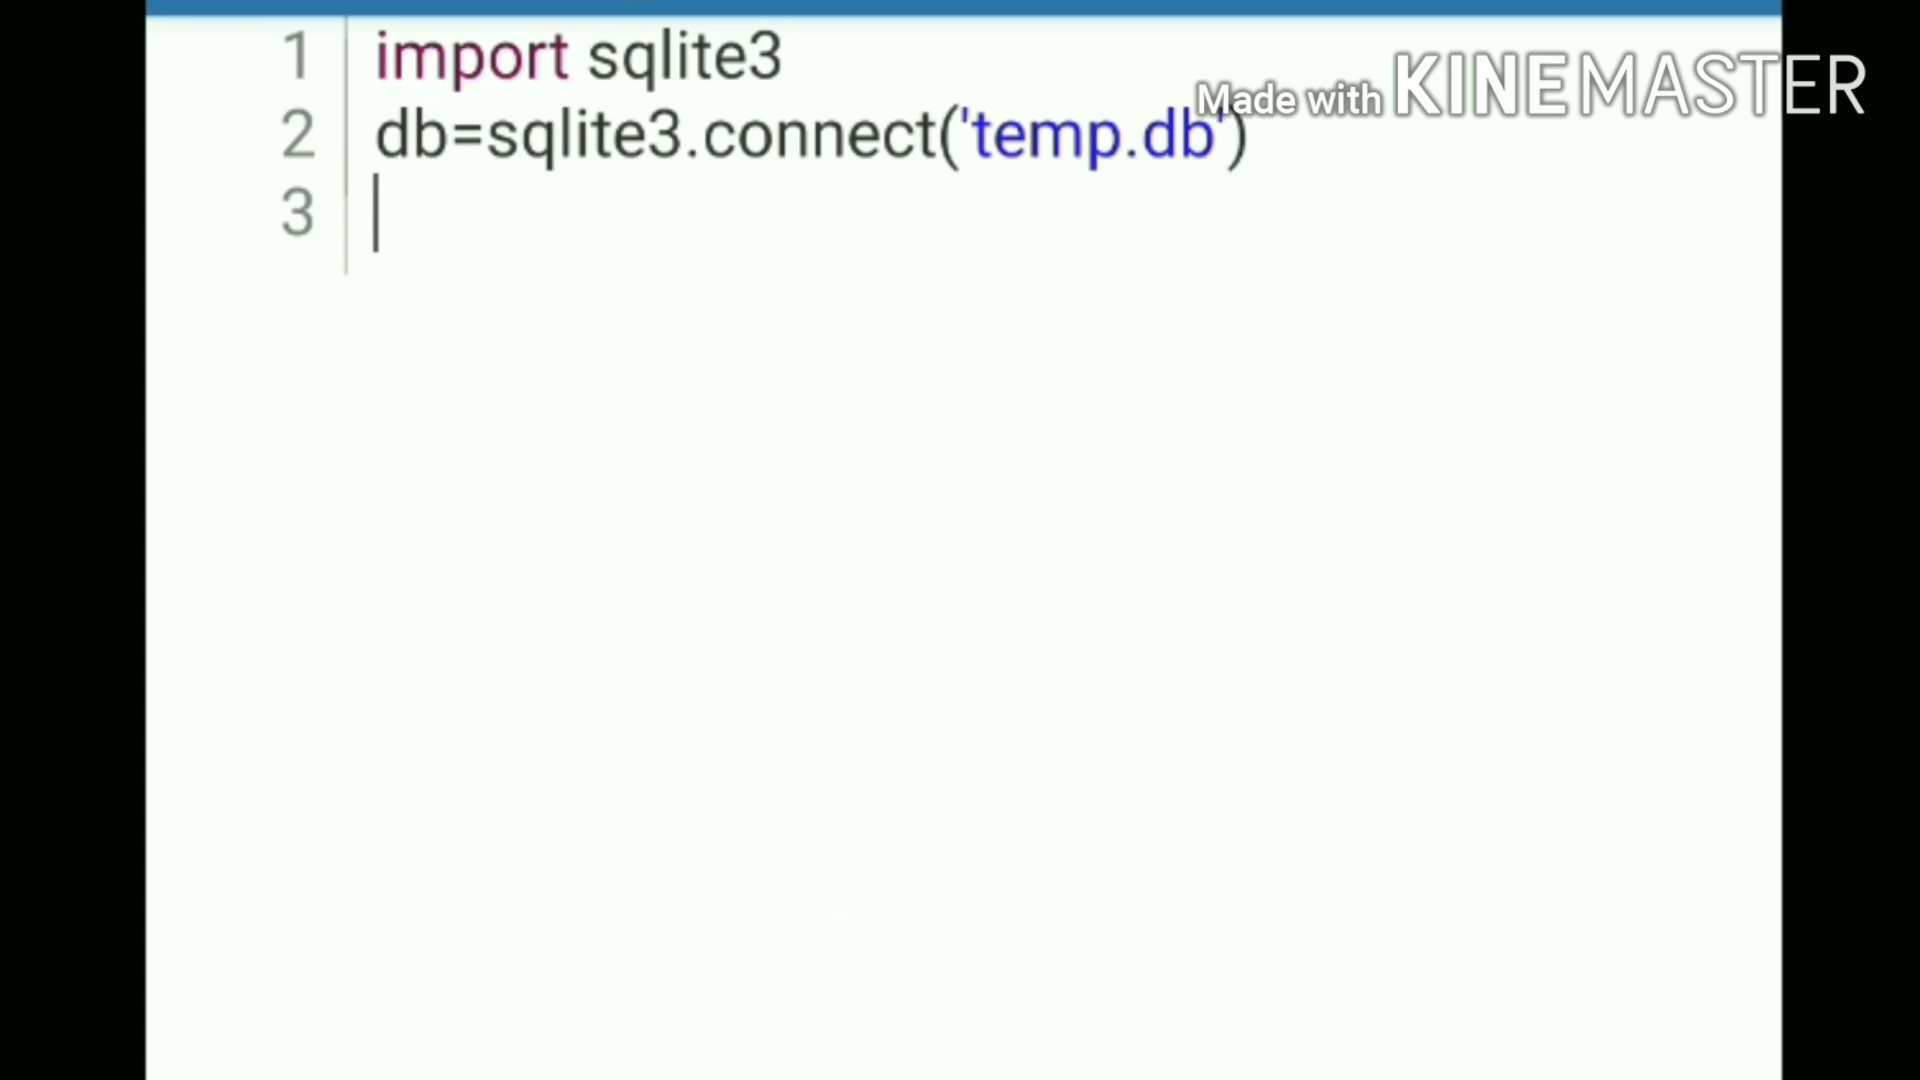 1 import sqlite3
Made with KINEMASTER
2 db=sqlite3.connect('temp.db')
3